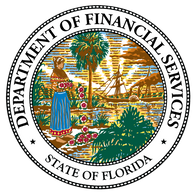 DEPARTMENT OF FINANCIAL SERVICES
STATE OF FLORIDA